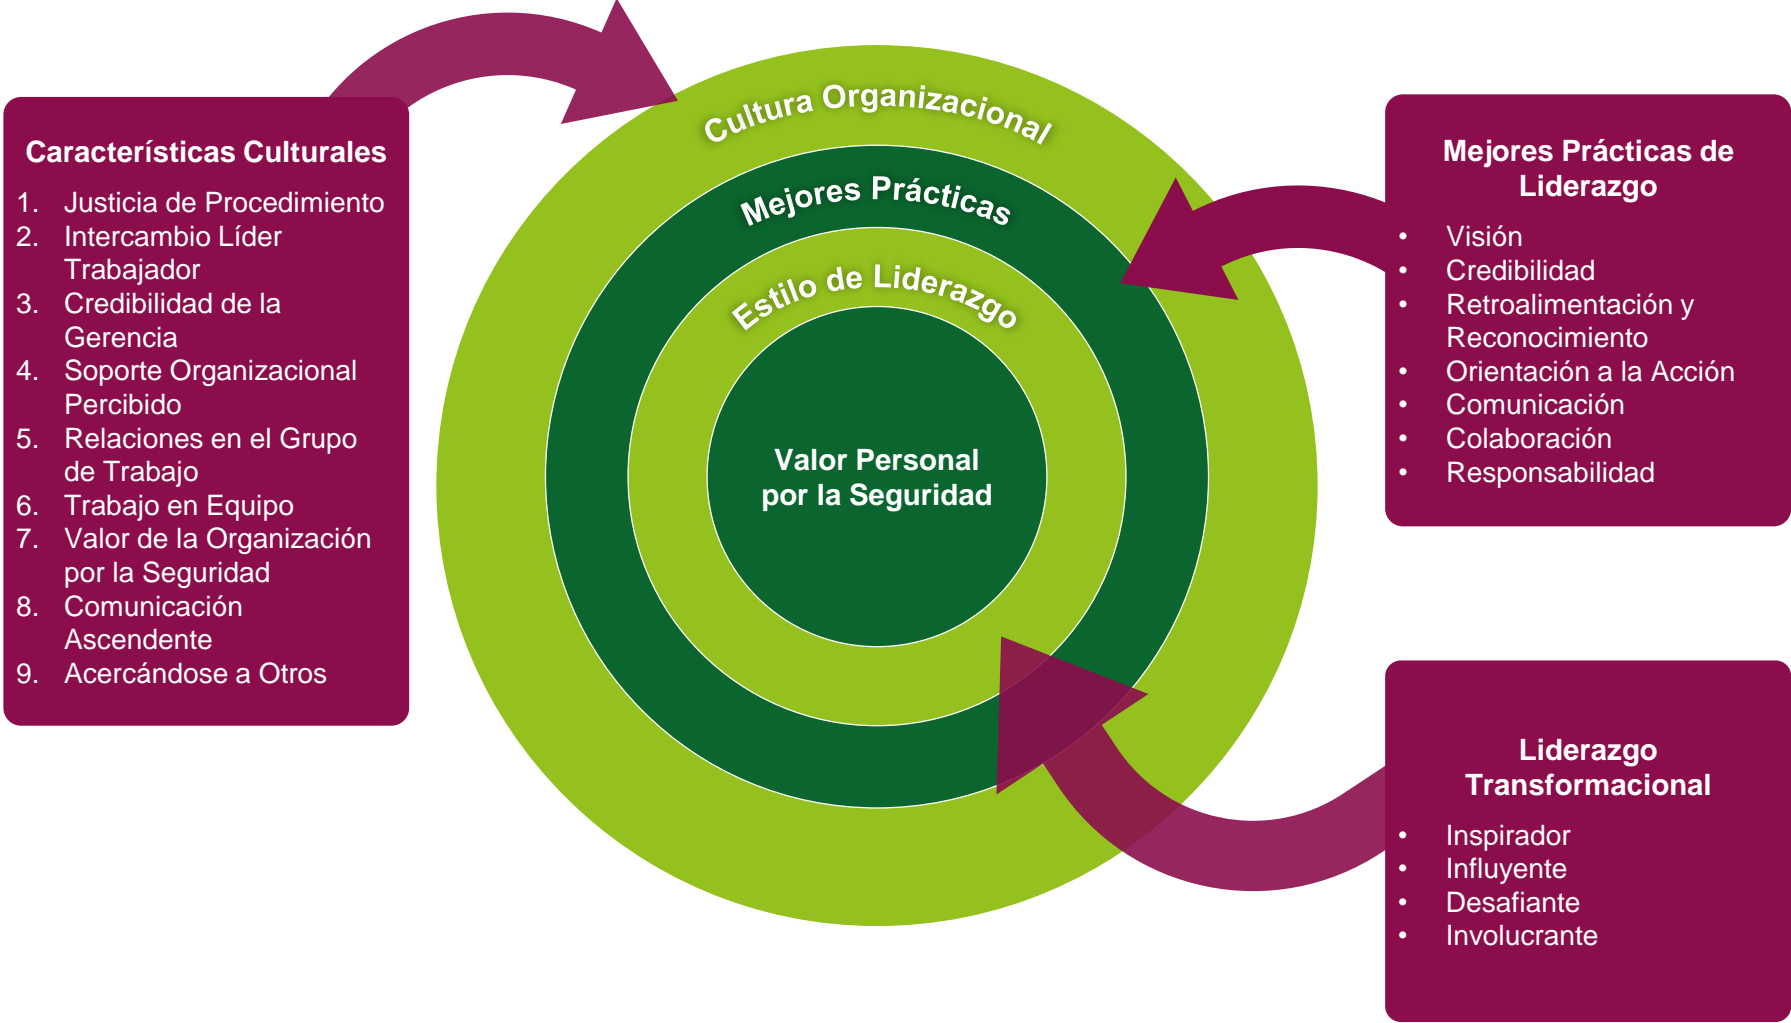 Características Culturales
1. Justicia de Procedimiento
2. Intercambio Líder
Trabajador
3. Credibilidad de la
Gerencia
4. Soporte Organizacional
Percibido
5. Relaciones en el Grupo
de Trabajo
6. Trabajo en Equipo
7. Valor de la Organización
por la Seguridad
8. Comunicación
Ascendente
9. Acercándose a Otros
Cultura Organizacional
Mejores Prácticas
Estilo de Liderazgo
Valor Personal
por la Seguridad
Mejores Prácticas de
Liderazgo
• Visión
• Credibilidad
• Retroalimentación y
Reconocimiento
• Orientación a la Acción
• Comunicación
• Colaboración
• Responsabilidad
Liderazgo
Transformacional
• Inspirador
• Influyente
• Desafiante
• Involucrante